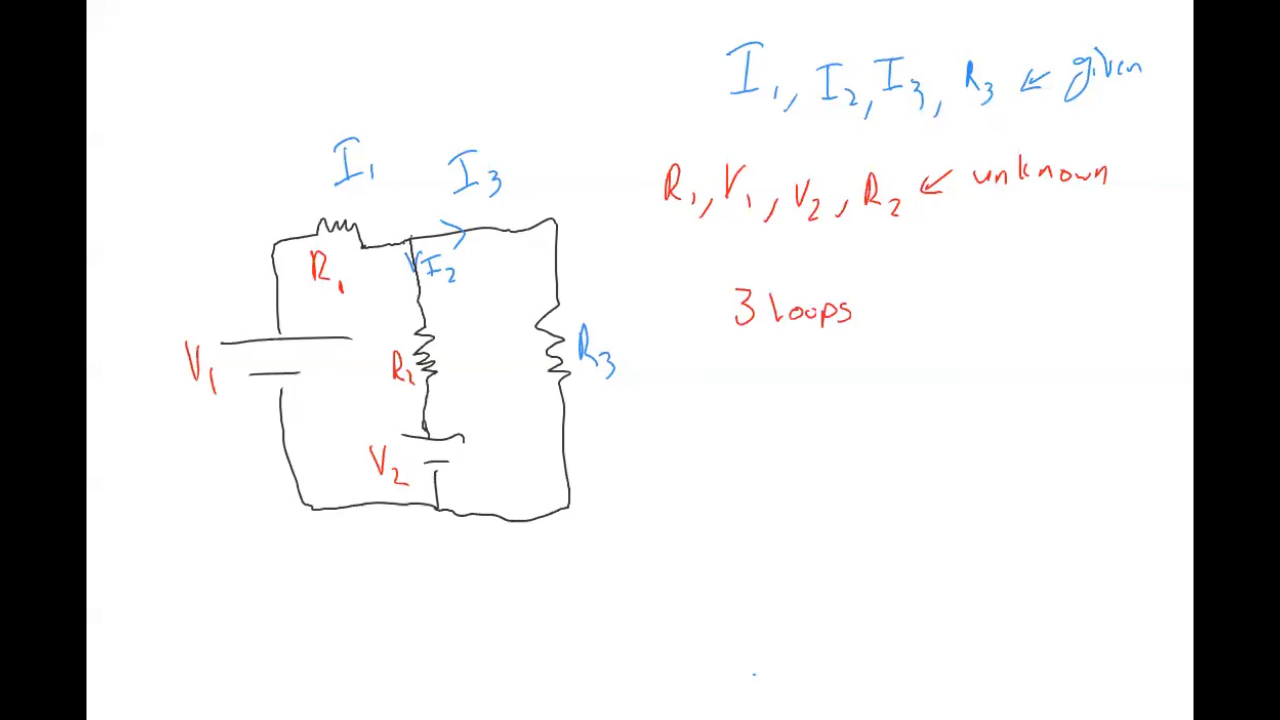 I1, I2, I3, R3 ← given
R1, V1, V2, R2 ← unknown
3 loops
I1
I3
R1
I2
V1
R2
R3
V2